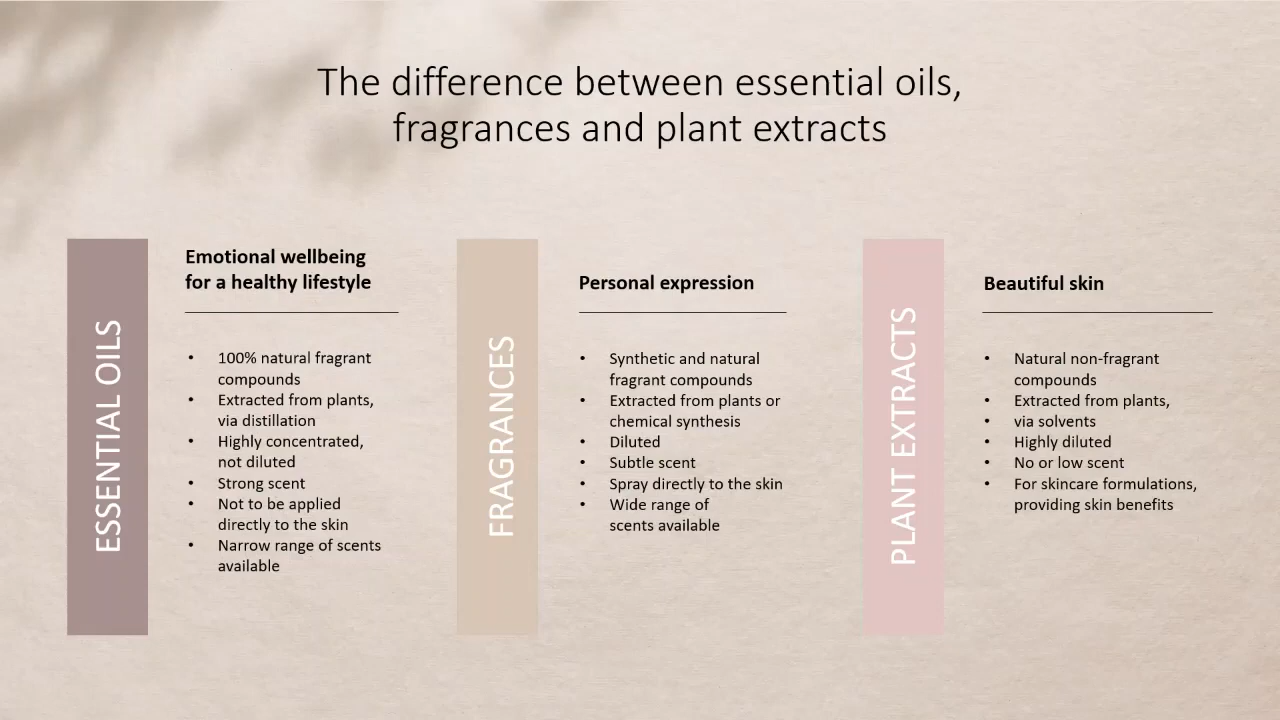 The difference between essential oils,
fragrances and plant extracts
ESSENTIAL OILS
Emotional wellbeing
for a healthy lifestyle
• 100% natural fragrant
compounds
• Extracted from plants,
via distillation
• Highly concentrated,
not diluted
• Strong scent
• Not to be applied
directly to the skin
• Narrow range of scents
available
FRAGRANCES
Personal expression
• Synthetic and natural
fragrant compounds
• Extracted from plants or
chemical synthesis
• Diluted
• Subtle scent
• Spray directly to the skin
• Wide range of
scents available
PLANT EXTRACTS
Beautiful skin
• Natural non-fragrant
compounds
• Extracted from plants,
• via solvents
• Highly diluted
• No or low scent
• For skincare formulations,
providing skin benefits